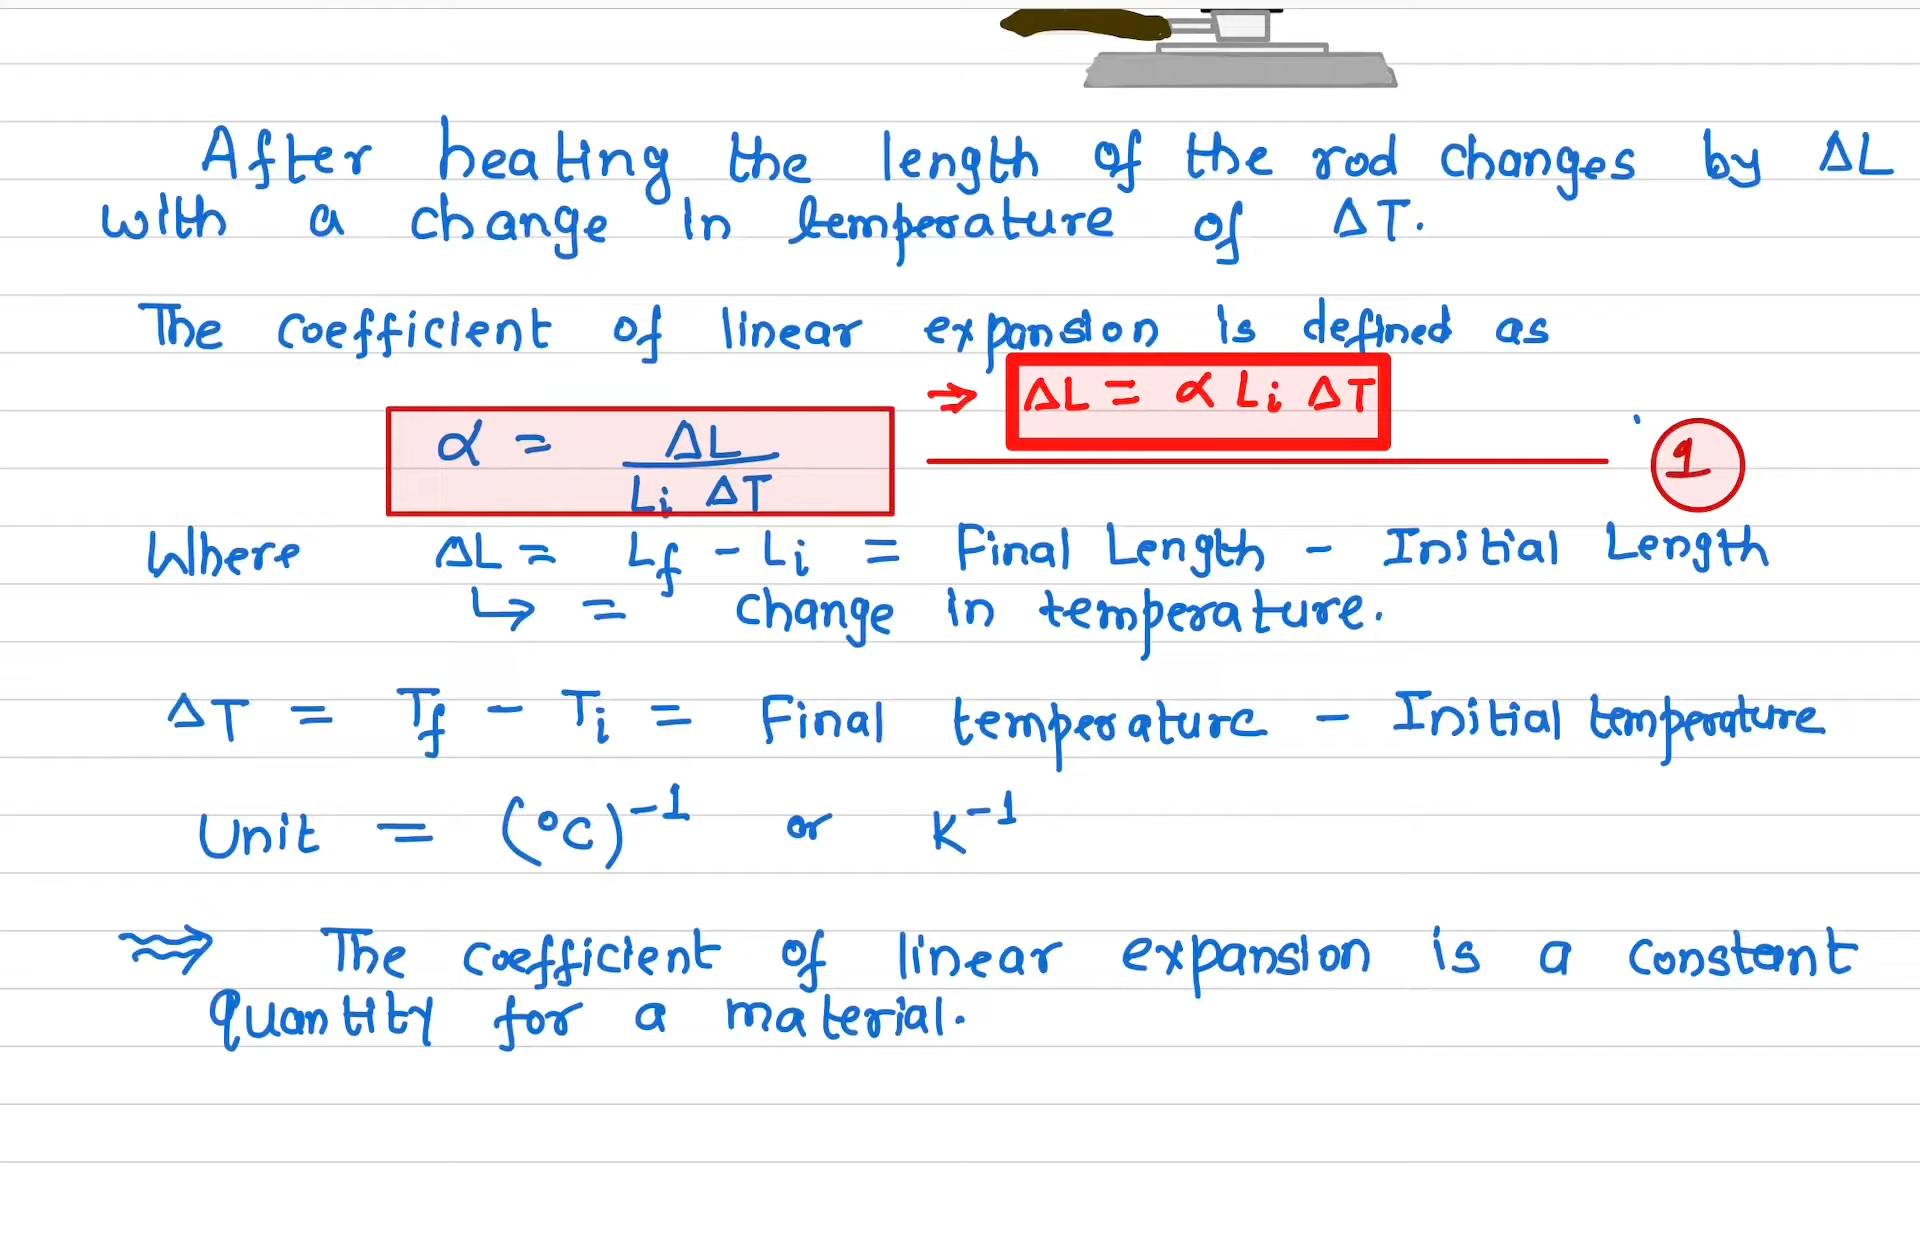 After heating the length of the rod changes by ΔL
with a change in temperature of ΔT.
The coefficient of linear expansion is defined as
⇒ ΔL = α Li ΔT
α = ΔL / Li ΔT
1
Where ΔL = Lf - Li = Final Length - Initial Length
↳ = change in temperature.
ΔT = Tf - Ti = Final temperature - Initial temperature
Unit = (°C)⁻¹ or K⁻¹
⇒ The coefficient of linear expansion is a constant
quantity for a material.